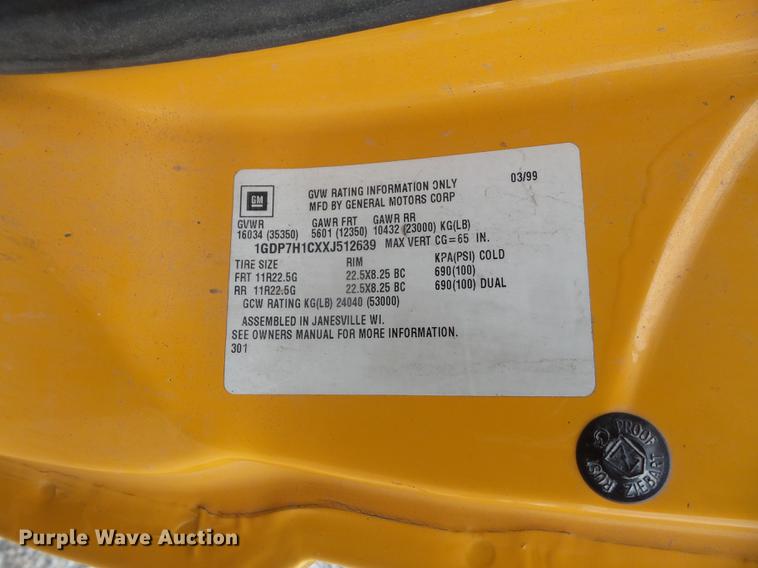 GM
GVW RATING INFORMATION ONLY 03/99
MFD BY GENERAL MOTORS CORP
GVWR GAWR FRT GAWR RR
16034 (35350) 5601 (12350) 10432 (23000) KG(LB)
1GDP7H1CXXJ512639 MAX VERT CG=65 IN.
TIRE SIZE RIM KPA(PSI) COLD
FRT 11R22.5G 22.5X8.25 BC 690(100)
RR 11R22.5G 22.5X8.25 BC 690(100) DUAL
GCW RATING KG(LB) 24040 (53000)
ASSEMBLED IN JANESVILLE WI.
SEE OWNERS MANUAL FOR MORE INFORMATION.
301
RUST PROOF
ZIEBART
Purple Wave Auction